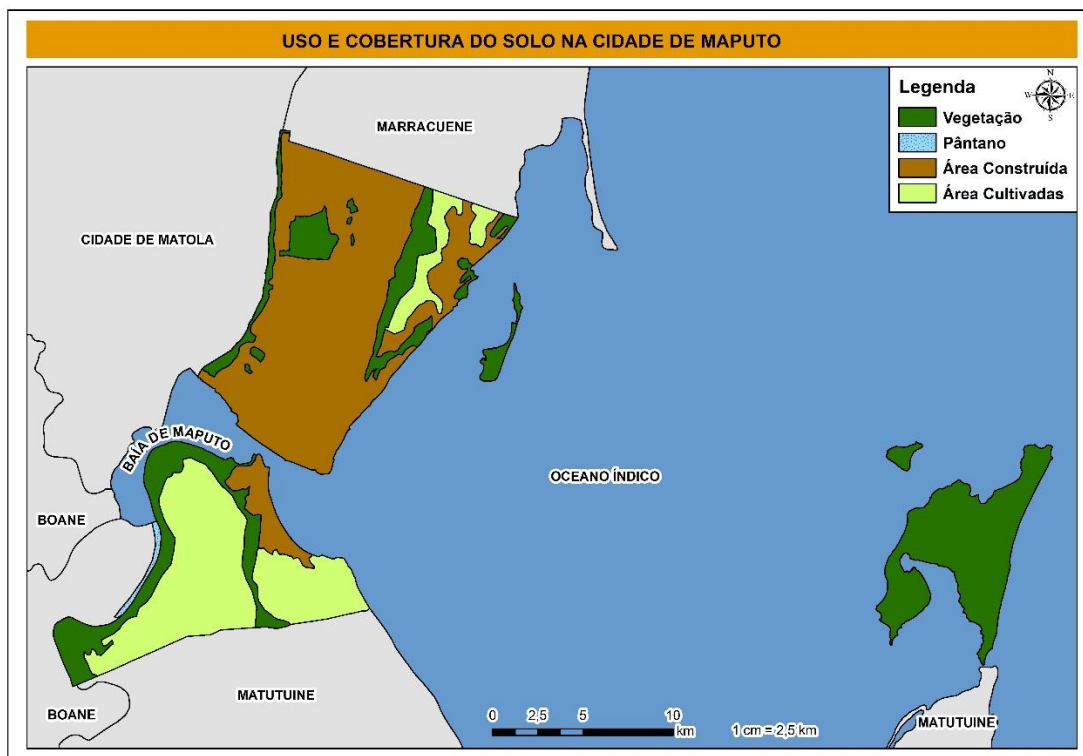 USO E COBERTURA DO SOLO NA CIDADE DE MAPUTO
Legenda
N
W E
S
Vegetação
Pântano
Área Construída
Área Cultivadas
MARRACUENE
CIDADE DE MATOLA
BAÍA DE MAPUTO
OCEANO ÍNDICO
BOANE
MATUTUINE
BOANE
MATUTUINE
0 2,5 5 10
km
1 cm = 2,5 km